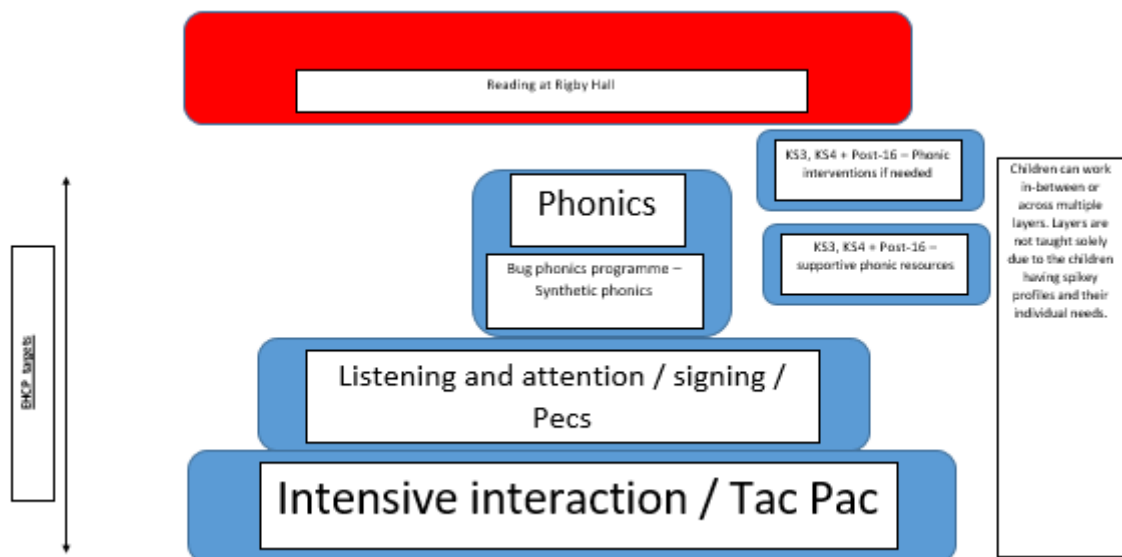 Reading at Rigby Hall
KS3, KS4 + Post-16 – Phonic
interventions if needed
Phonics
Bug phonics programme –
Synthetic phonics
KS3, KS4 + Post-16 –
supportive phonic resources
Children can work
in-between or
across multiple
layers. Layers are
not taught solely
due to the children
having spikey
profiles and their
individual needs.
EHCP targets
Listening and attention / signing /
Pecs
Intensive interaction / Tac Pac